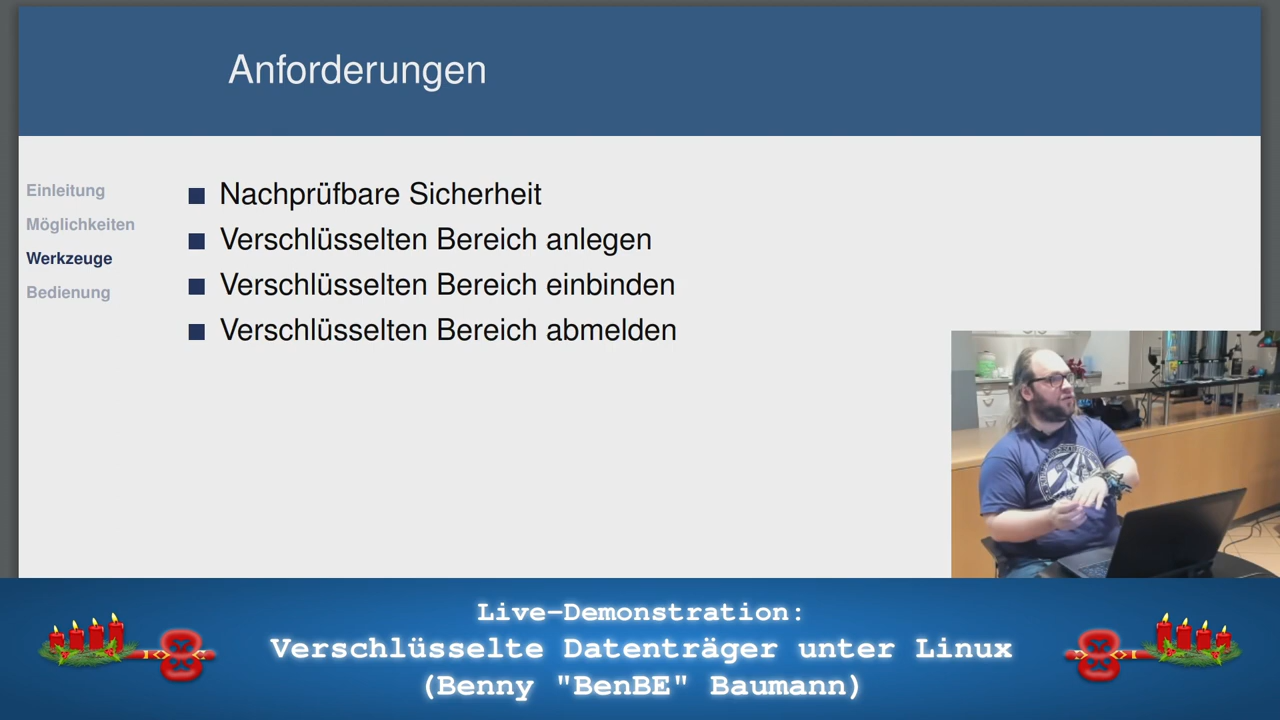 Anforderungen
Einleitung
Möglichkeiten
Werkzeuge
Bedienung
Nachprüfbare Sicherheit
Verschlüsselten Bereich anlegen
Verschlüsselten Bereich einbinden
Verschlüsselten Bereich abmelden
Live-Demonstration:
Verschlüsselte Datenträger unter Linux
(Benny "BenBE" Baumann)